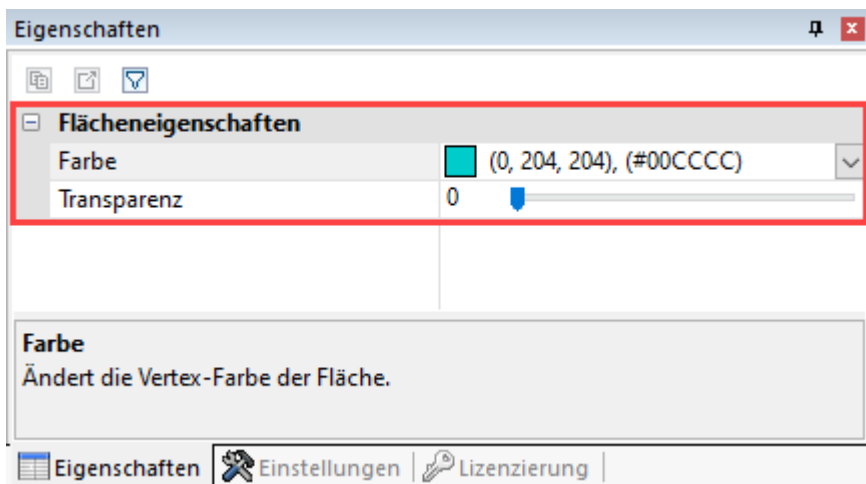 Eigenschaften
Flächeneigenschaften
Farbe (0, 204, 204), (#00CCCC)
Transparenz 0
Farbe
Ändert die Vertex-Farbe der Fläche.
Eigenschaften Einstellungen Lizenzierung